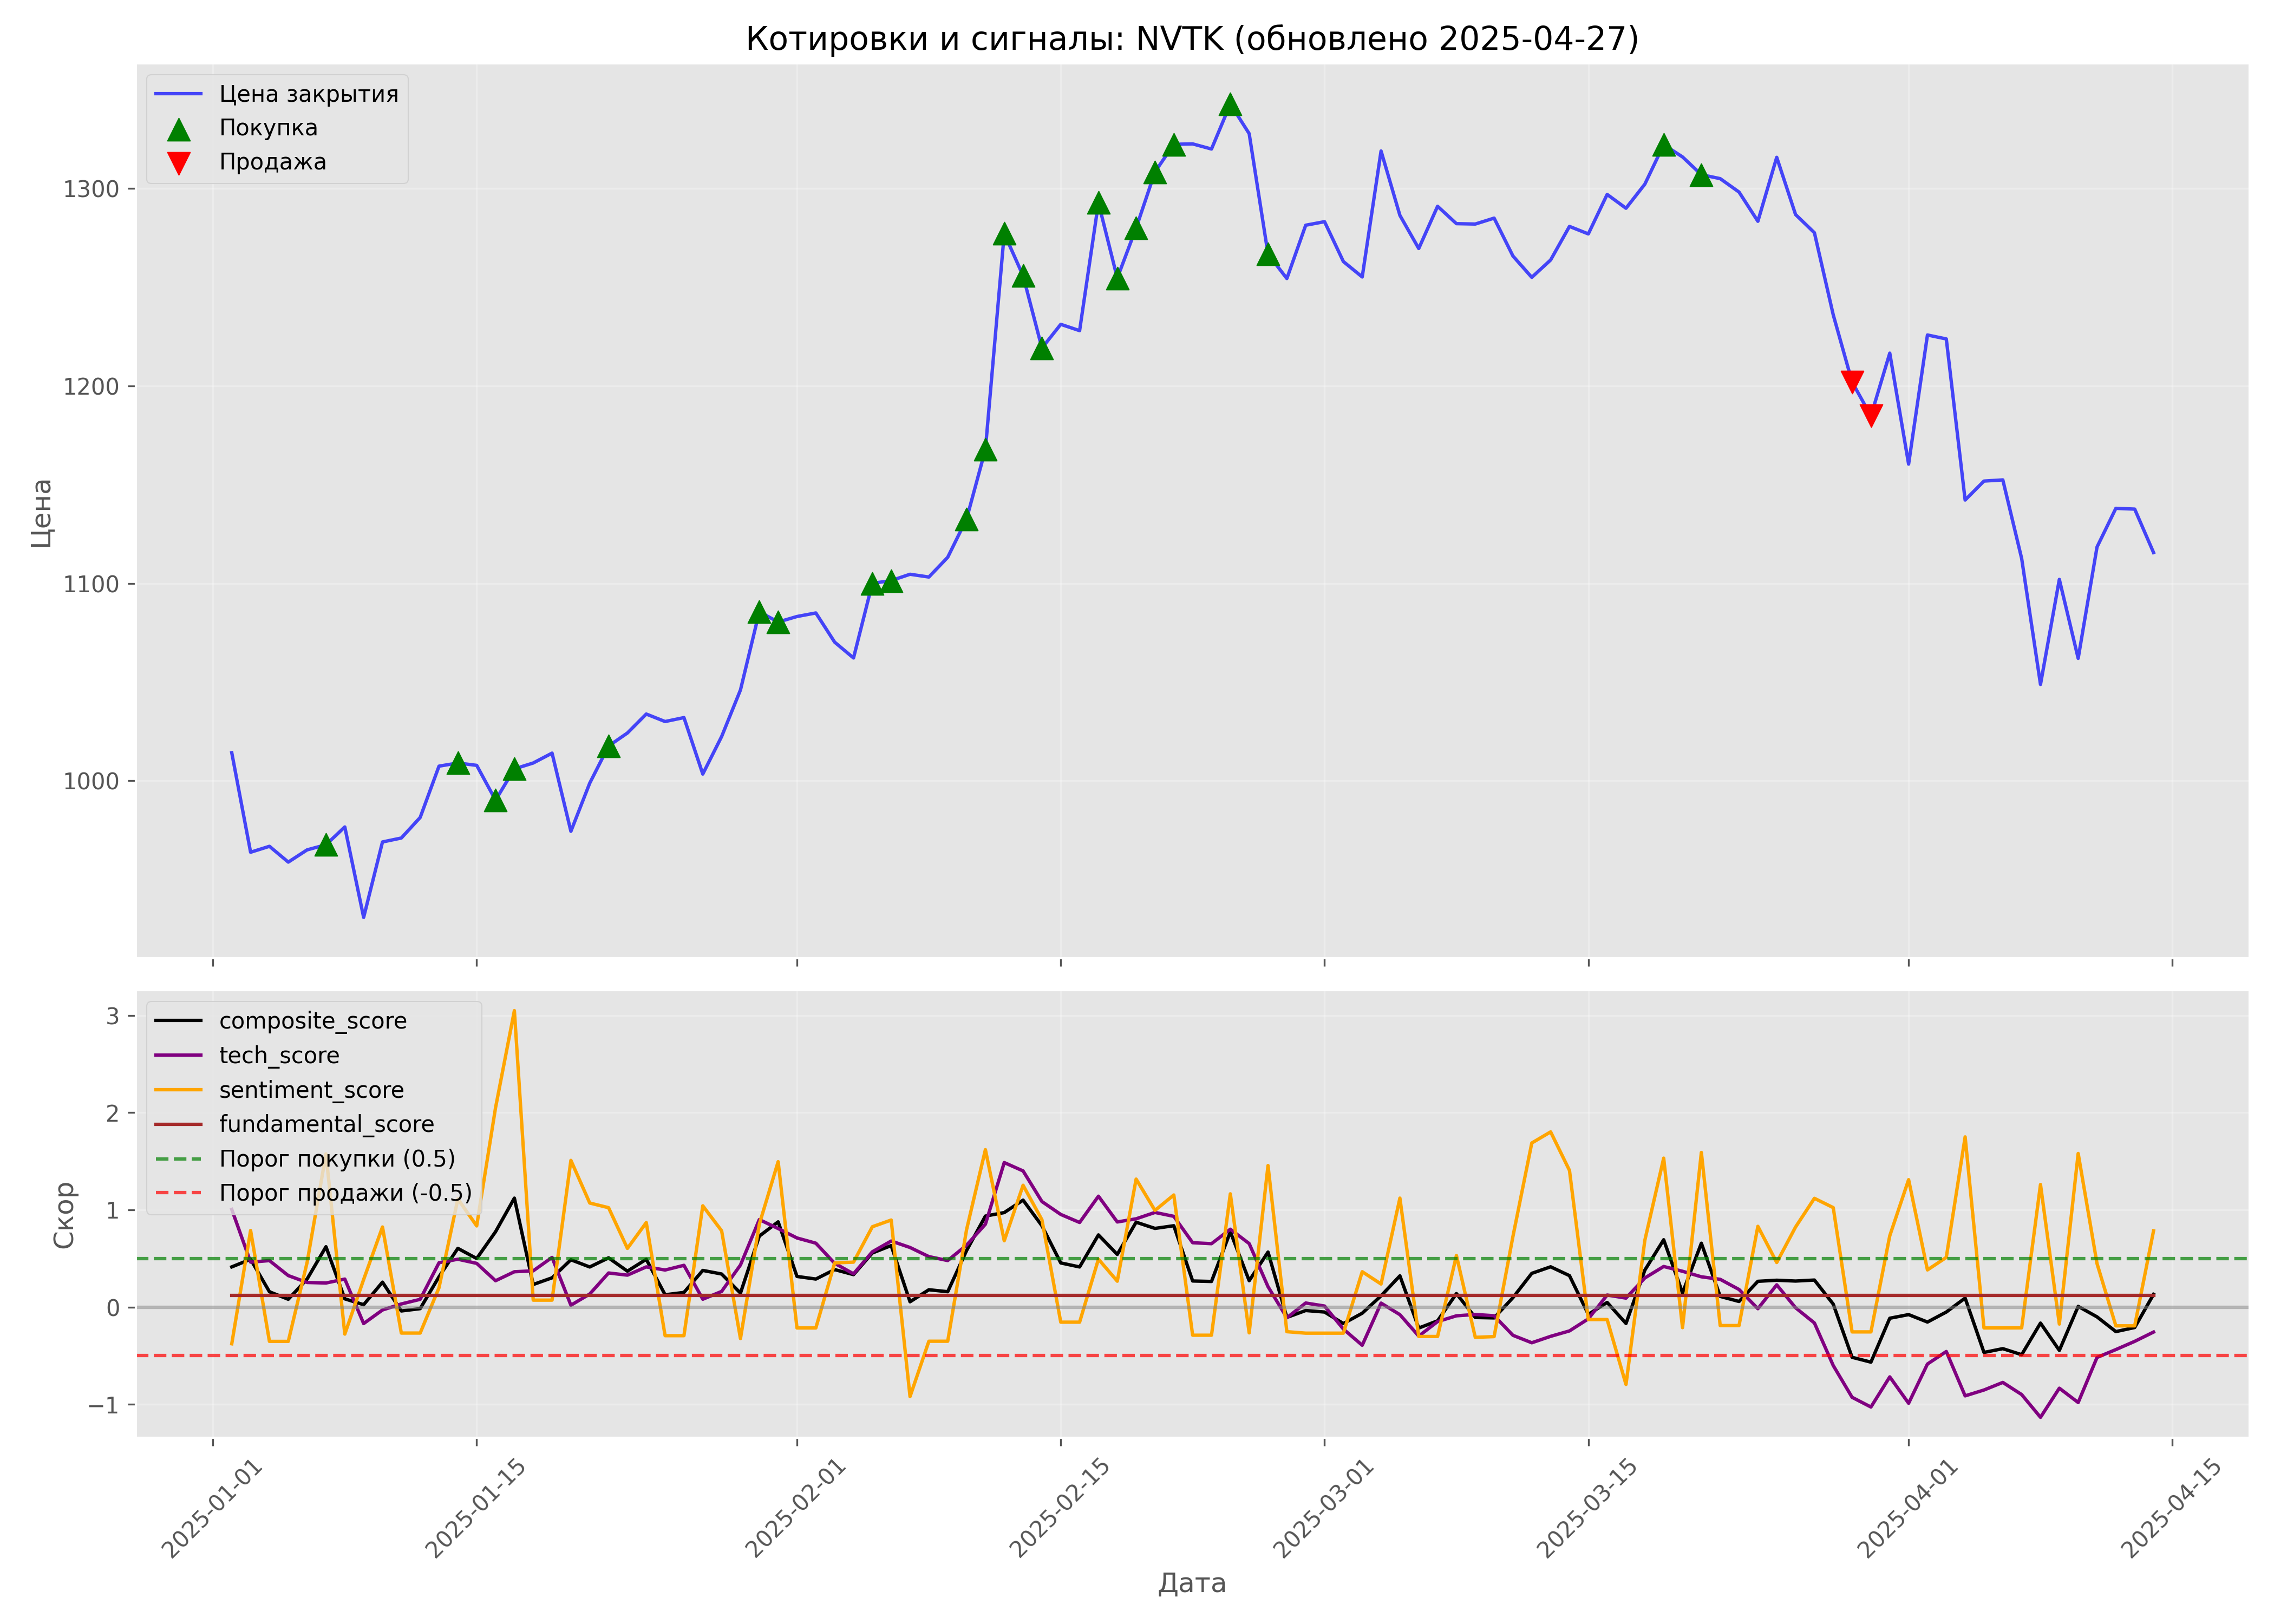 Котировки и сигналы: NVTK (обновлено 2025-04-27)
Цена закрытия
Покупка
Продажа
1300
1200
1100
1000
Цена
composite_score
tech_score
sentiment_score
fundamental_score
Порог покупки (0.5)
Порог продажи (-0.5)
3
2
1
0
−1
Скор
2025-01-01
2025-01-15
2025-02-01
2025-02-15
2025-03-01
2025-03-15
2025-04-01
2025-04-15
Дата